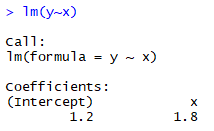 > lm(y~x)
Call:
lm(formula = y ~ x)
Coefficients:
(Intercept) x
1.2 1.8